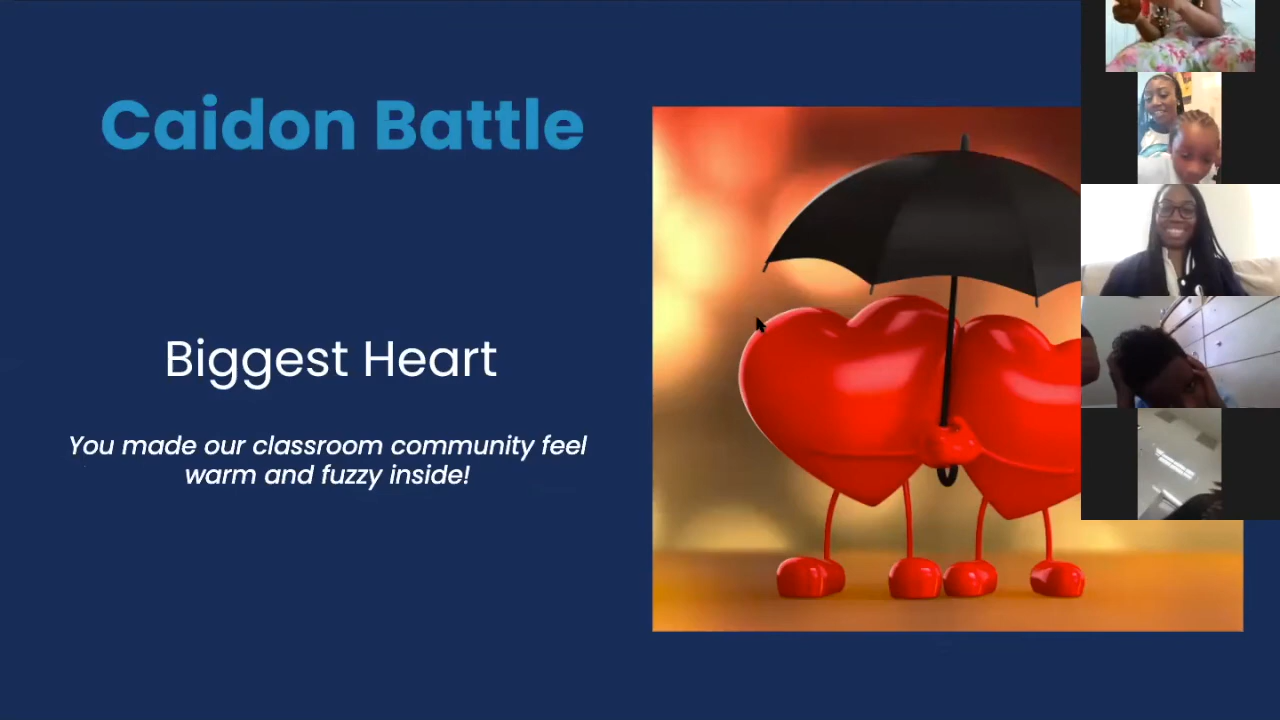 Caidon Battle
Biggest Heart
You made our classroom community feel
warm and fuzzy inside!